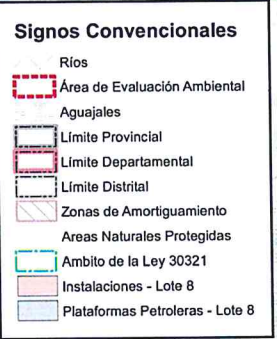 Signos Convencionales
Ríos
Área de Evaluación Ambiental
Aguajales
Límite Provincial
Límite Departamental
Límite Distrital
Zonas de Amortiguamiento
Areas Naturales Protegidas
Ambito de la Ley 30321
Instalaciones - Lote 8
Plataformas Petroleras - Lote 8